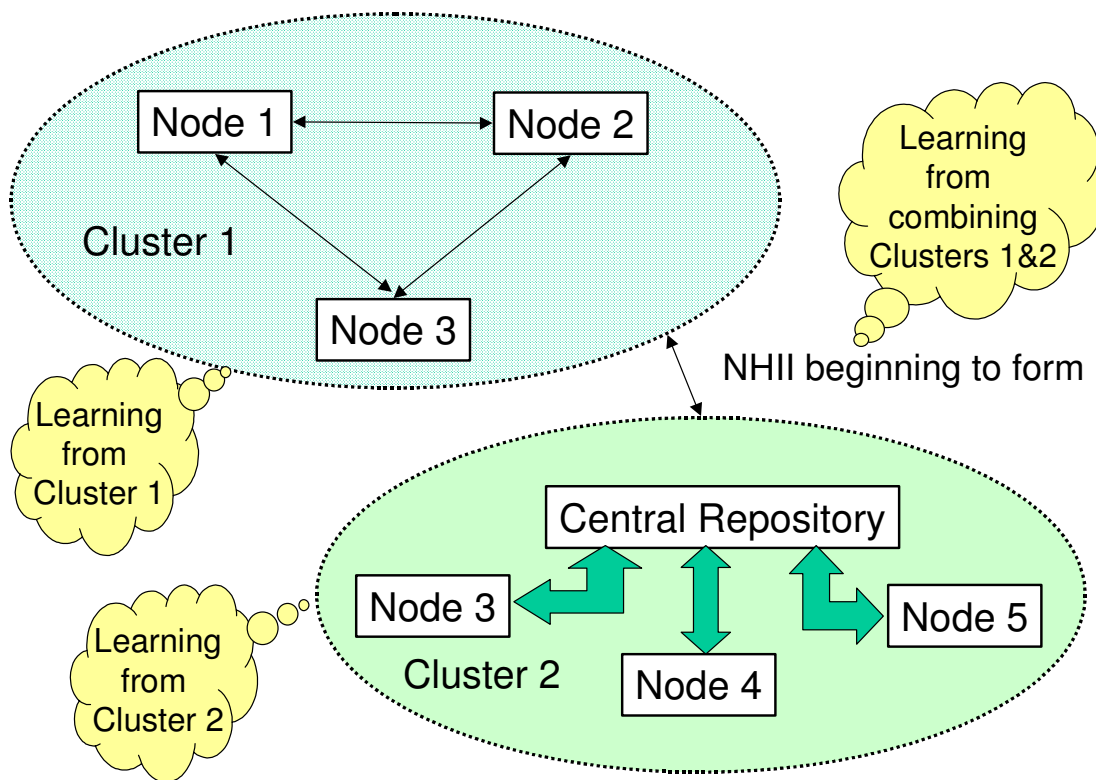 Node 1
Node 2
Cluster 1
Node 3
Learning
from
combining
Clusters 1&2
NHII beginning to form
Learning
from
Cluster 1
Central Repository
Node 3
Node 5
Cluster 2
Node 4
Learning
from
Cluster 2